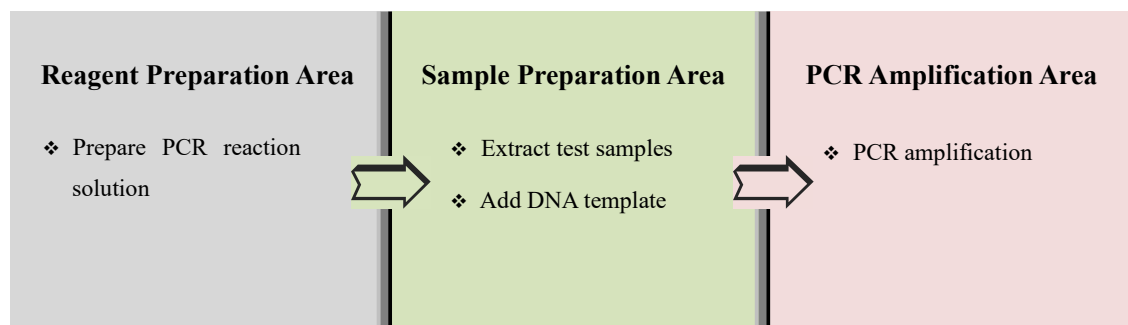 Reagent Preparation Area
❖ Prepare PCR reaction
solution
Sample Preparation Area
❖ Extract test samples
❖ Add DNA template
PCR Amplification Area
❖ PCR amplification